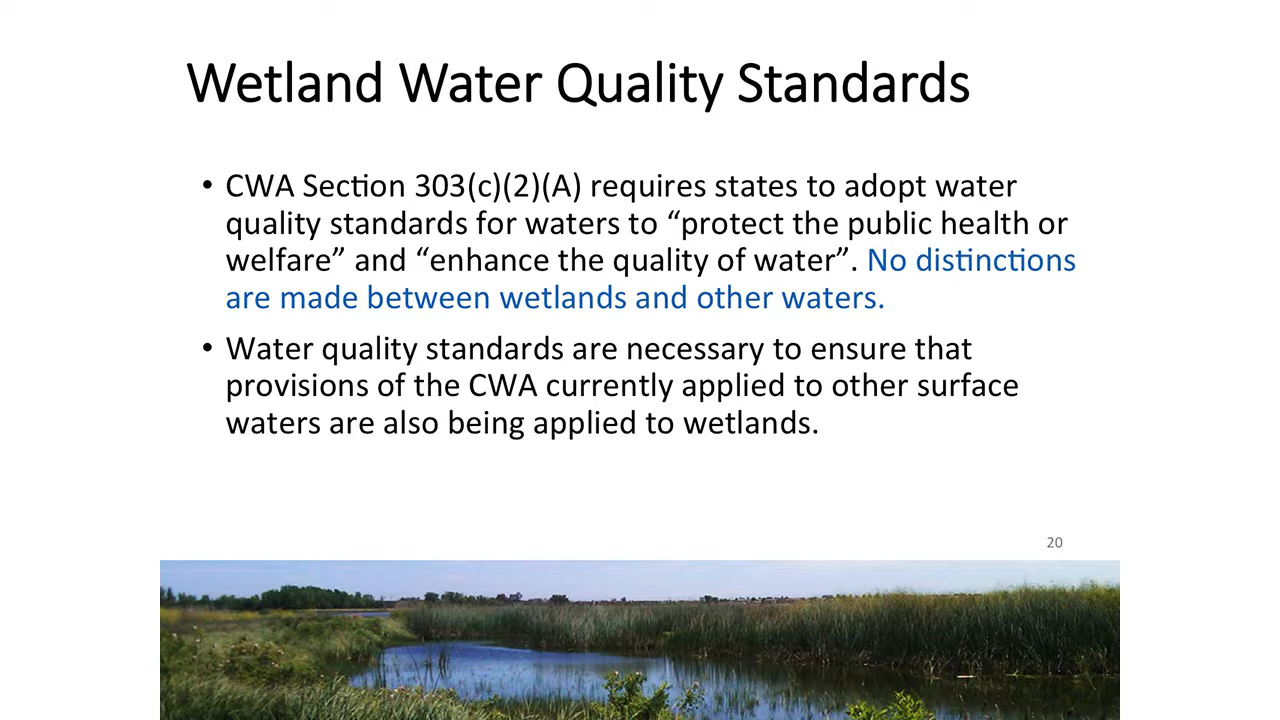 Wetland Water Quality Standards
• CWA Section 303(c)(2)(A) requires states to adopt water
quality standards for waters to “protect the public health or
welfare” and “enhance the quality of water”. No distinctions
are made between wetlands and other waters.
• Water quality standards are necessary to ensure that
provisions of the CWA currently applied to other surface
waters are also being applied to wetlands.
20